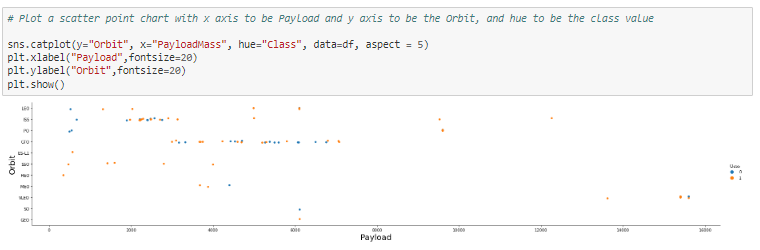 # Plot a scatter point chart with x axis to be Payload and y axis to be the Orbit, and hue to be the class value
sns.catplot(y="Orbit", x="PayloadMass", hue="Class", data=df, aspect = 5)
plt.xlabel("Payload",fontsize=20)
plt.ylabel("Orbit",fontsize=20)
plt.show()
LEO
ISS
PO
GTO
ES-L1
SSO
HEO
MEO
VLEO
SO
GEO
Orbit
Class
0
1
0 2000 4000 6000 8000 10000 12000 14000 16000
Payload